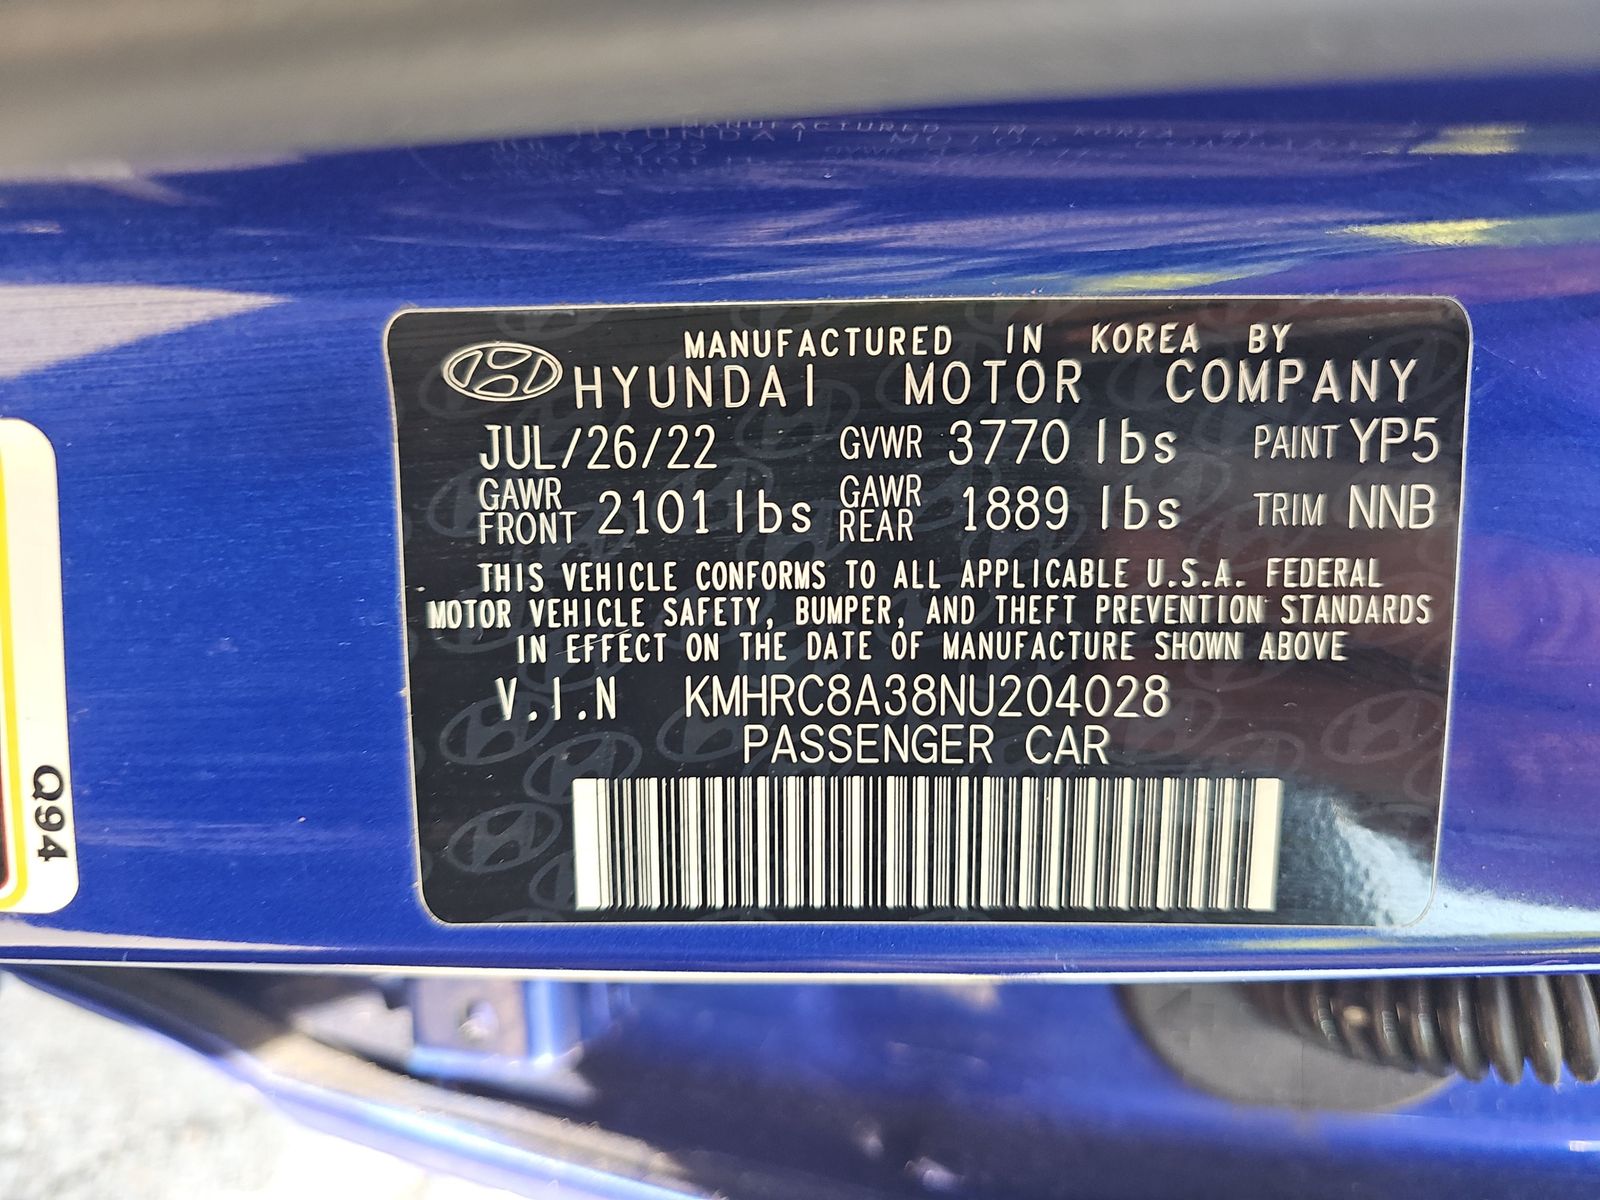 MANUFACTURED IN KOREA BY
HYUNDAI MOTOR COMPANY
JUL/26/22 GVWR 3770 lbs PAINT YP5
GAWR FRONT 2101 lbs GAWR REAR 1889 lbs TRIM NNB
THIS VEHICLE CONFORMS TO ALL APPLICABLE U.S.A. FEDERAL
MOTOR VEHICLE SAFETY, BUMPER, AND THEFT PREVENTION STANDARDS
IN EFFECT ON THE DATE OF MANUFACTURE SHOWN ABOVE
V.I.N KMHRC8A38NU204028
PASSENGER CAR
Q94